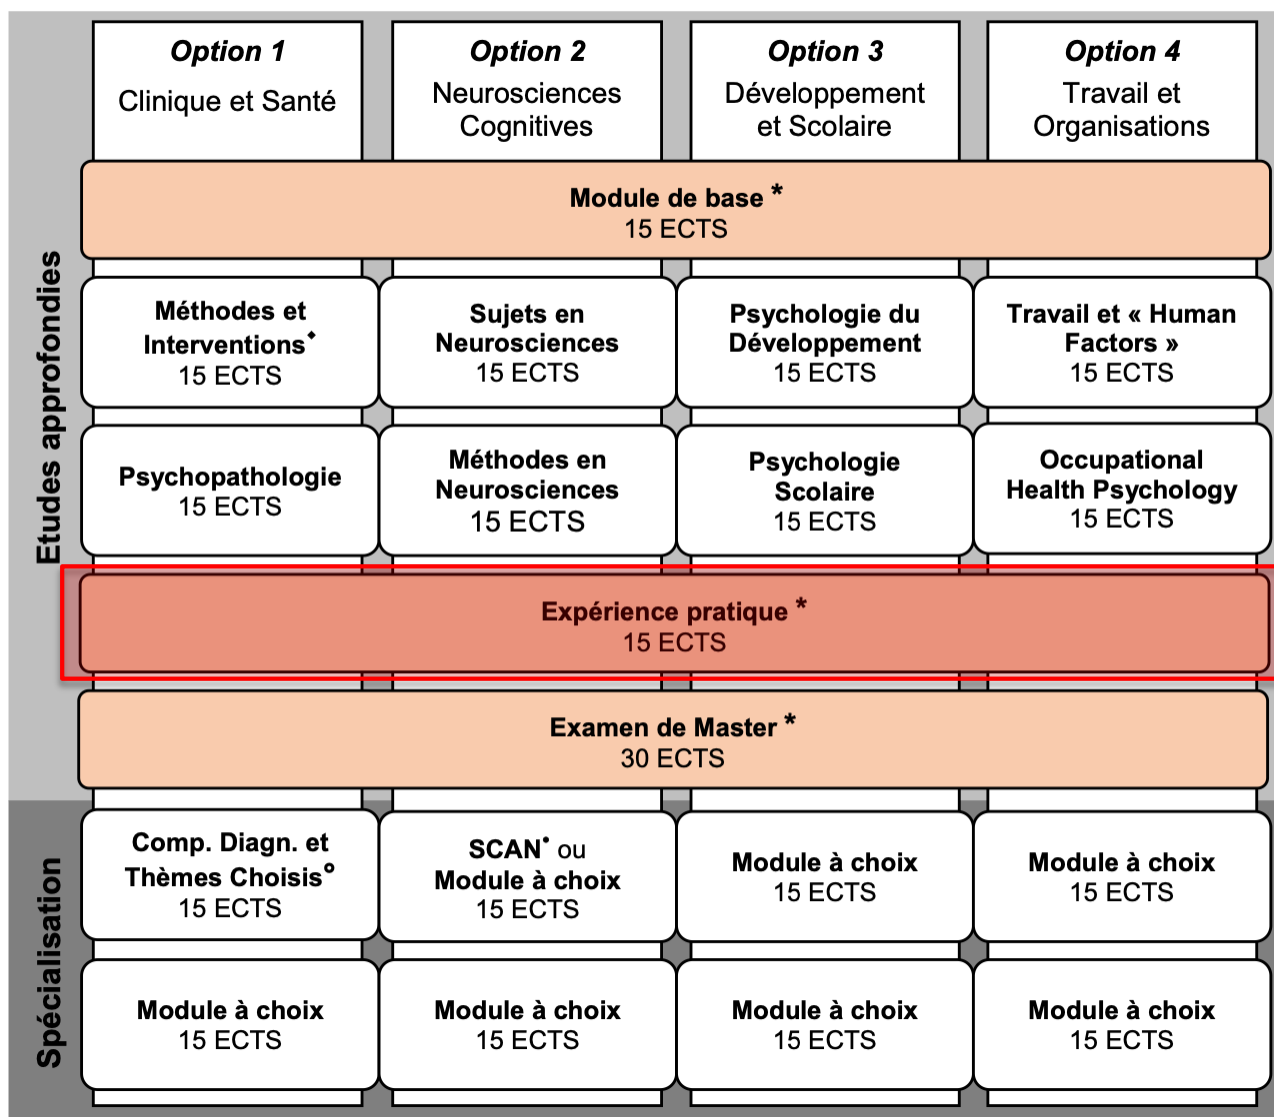 Option 1
Clinique et Santé
Option 2
Neurosciences
Cognitives
Option 3
Développement
et Scolaire
Option 4
Travail et
Organisations
Etudes approfondies
Module de base *
15 ECTS
Méthodes et
Interventions◆
15 ECTS
Sujets en
Neurosciences
15 ECTS
Psychologie du
Développement
15 ECTS
Travail et « Human
Factors »
15 ECTS
Psychopathologie
15 ECTS
Méthodes en
Neurosciences
15 ECTS
Psychologie
Scolaire
15 ECTS
Occupational
Health Psychology
15 ECTS
Expérience pratique *
15 ECTS
Examen de Master *
30 ECTS
Spécialisation
Comp. Diagn. et
Thèmes Choisis°
15 ECTS
SCAN• ou
Module à choix
15 ECTS
Module à choix
15 ECTS
Module à choix
15 ECTS
Module à choix
15 ECTS
Module à choix
15 ECTS
Module à choix
15 ECTS
Module à choix
15 ECTS